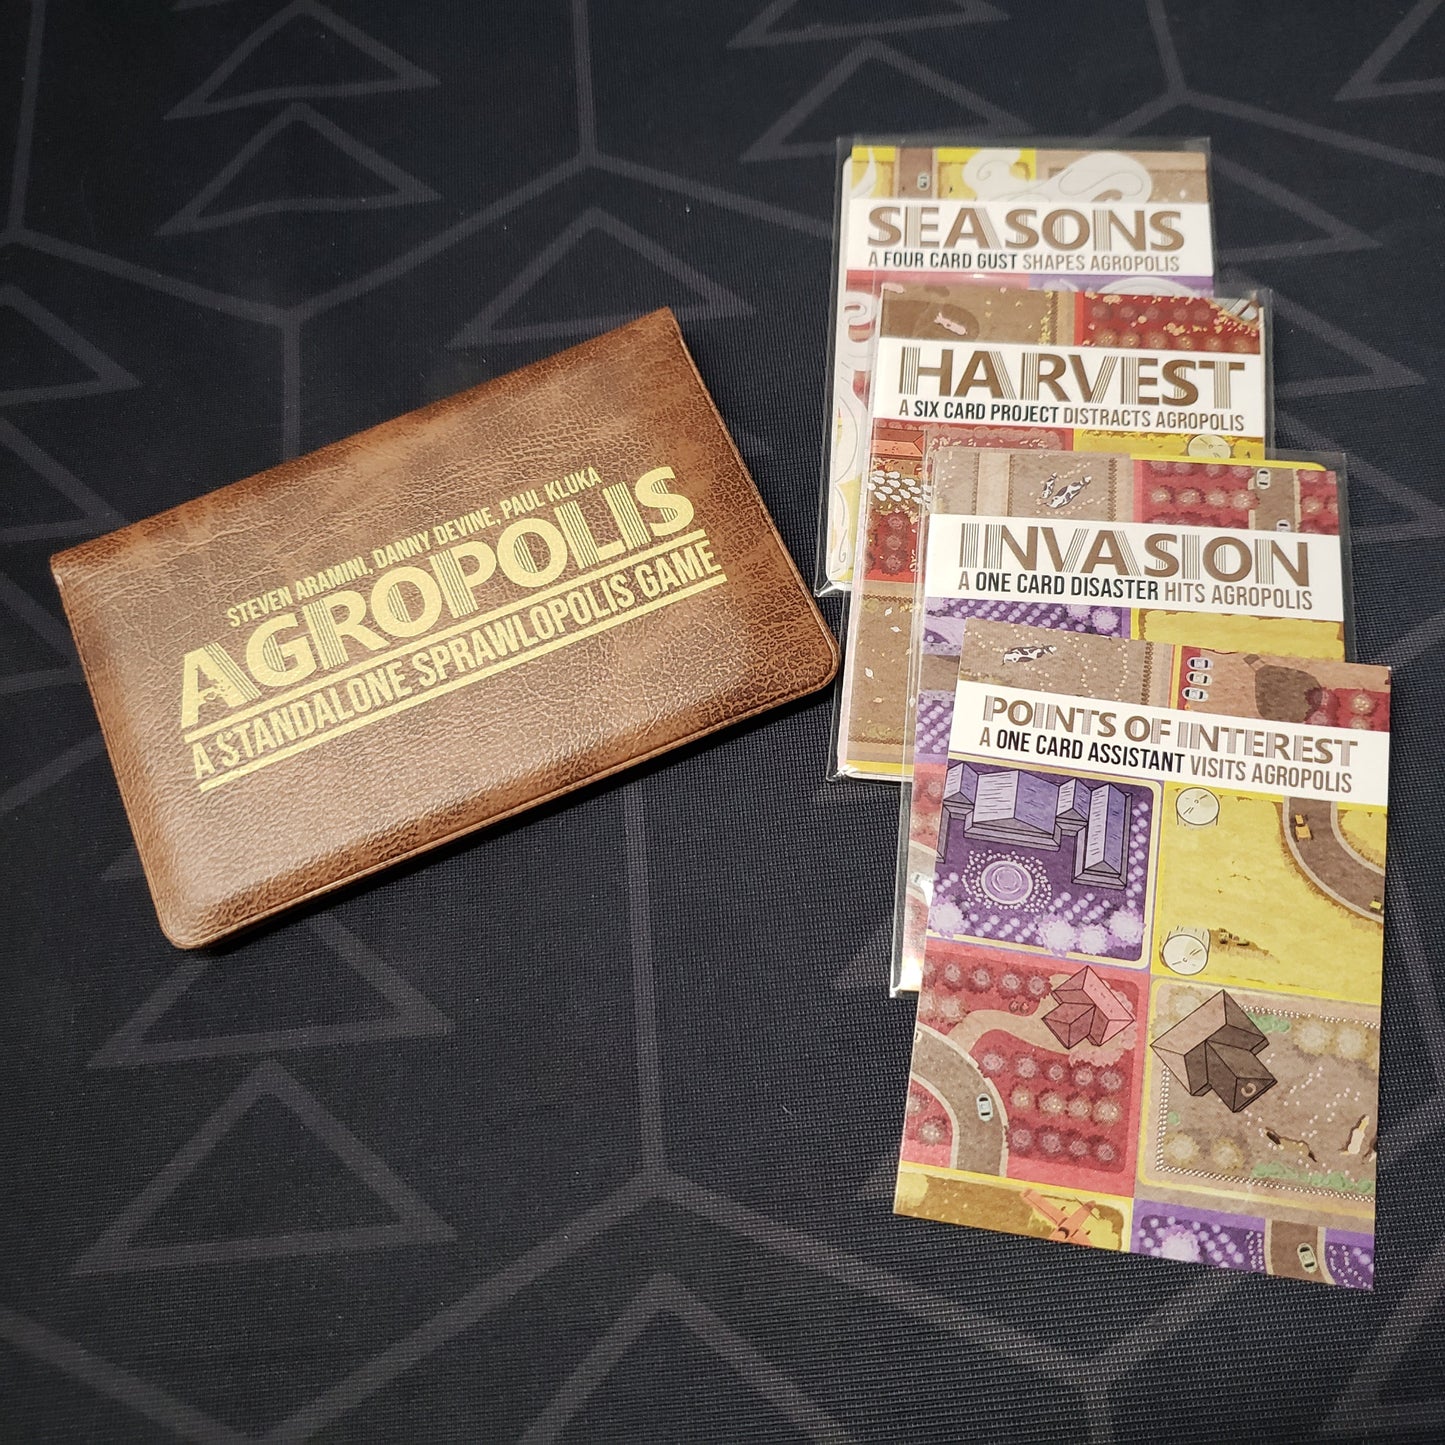 STEVEN ARAMINI, DANNY DEVINE, PAUL KLUKA
AGROPOLIS
A STANDALONE SPRAWLOPOLIS GAME
SEASONS
A FOUR CARD GUST SHAPES AGROPOLIS
HARVEST
A SIX CARD PROJECT DISTRACTS AGROPOLIS
INVASION
A ONE CARD DISASTER HITS AGROPOLIS
POINTS OF INTEREST
A ONE CARD ASSISTANT VISITS AGROPOLIS